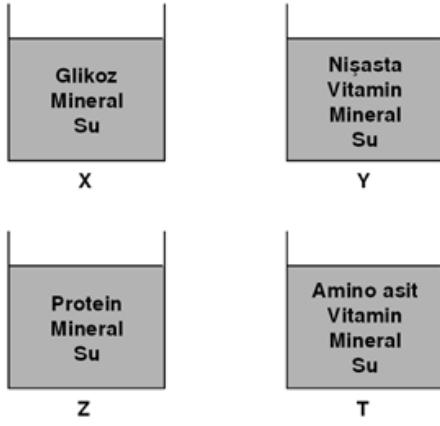 Glikoz
Mineral
Su
X
Nişasta
Vitamin
Mineral
Su
Y
Protein
Mineral
Su
Z
Amino asit
Vitamin
Mineral
Su
T